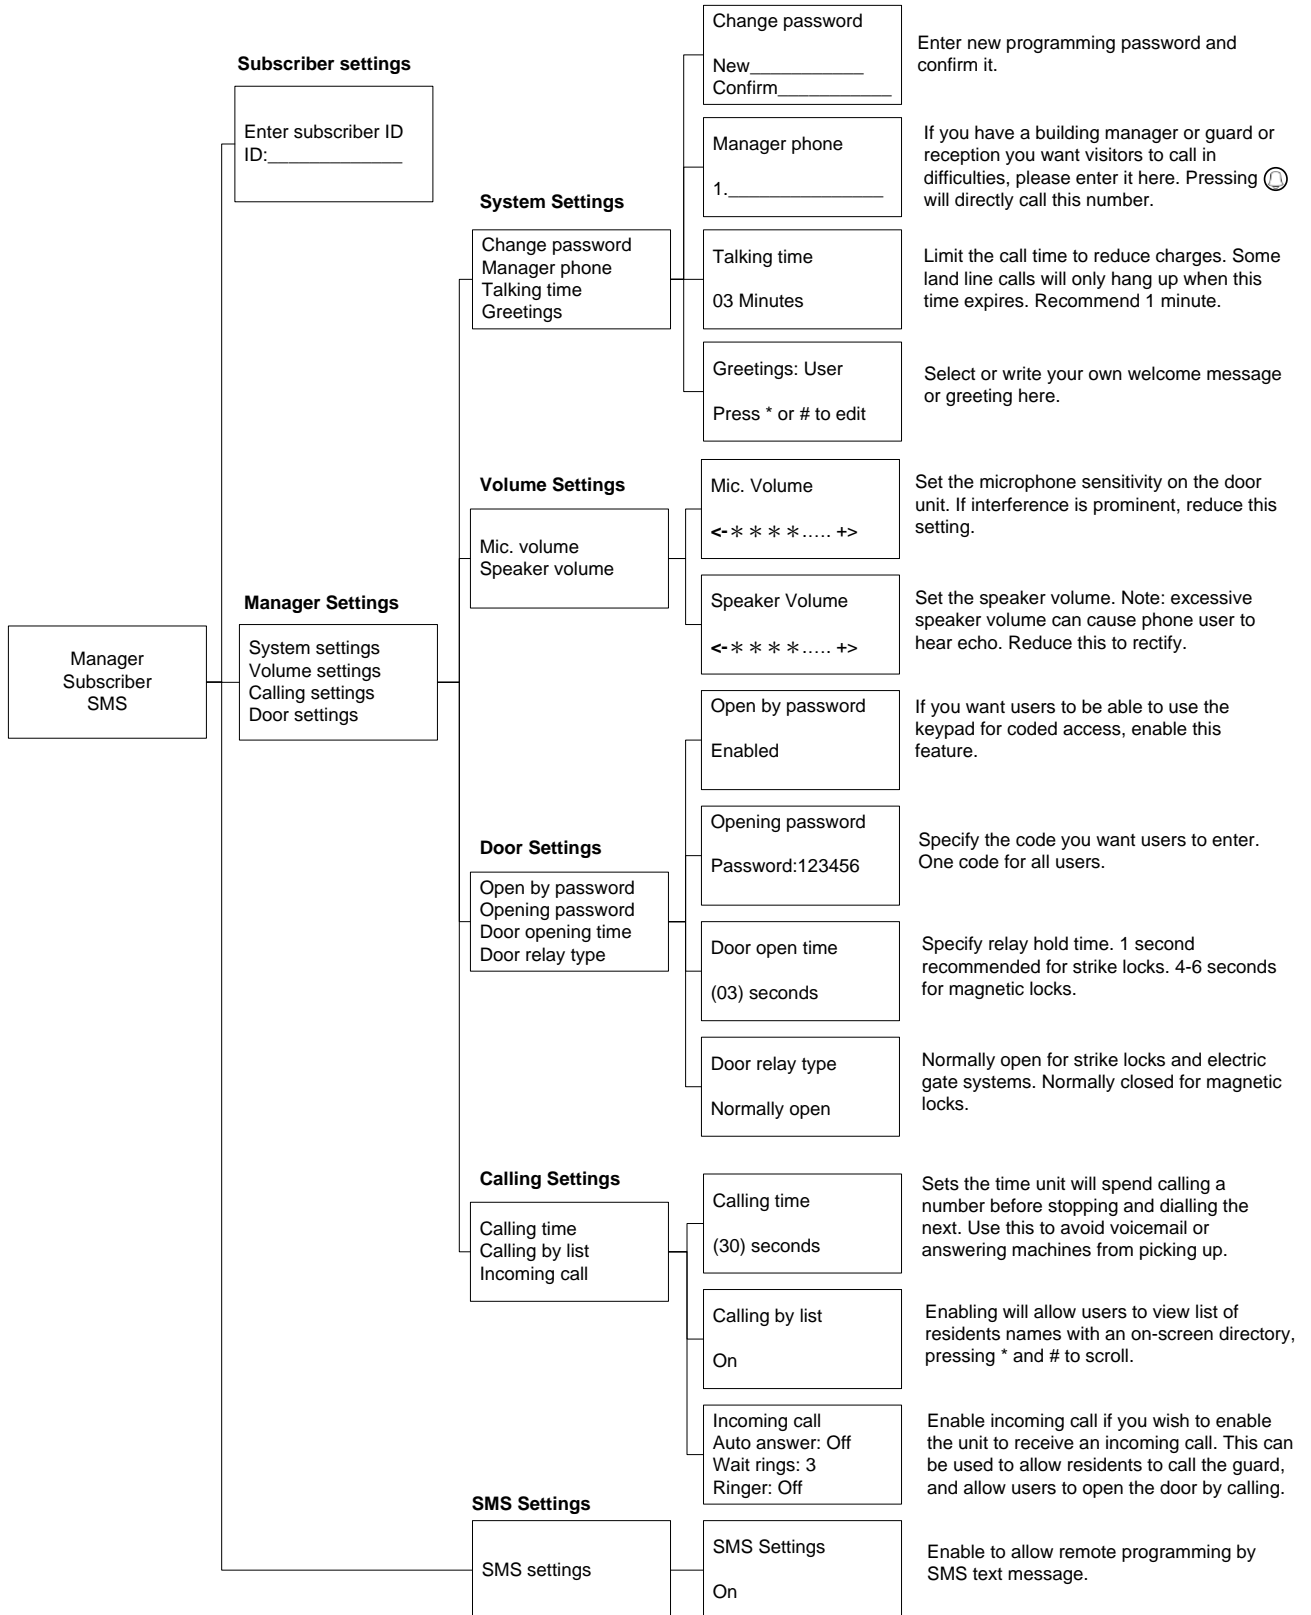 Subscriber settings
Enter subscriber ID
ID:_____________
Manager
Subscriber
SMS
Manager Settings
System settings
Volume settings
Calling settings
Door settings
System Settings
Change password
Manager phone
Talking time
Greetings
Change password
New___________
Confirm___________
Enter new programming password and
confirm it.
Manager phone
1._______________
If you have a building manager or guard or
reception you want visitors to call in
difficulties, please enter it here. Pressing
will directly call this number.
Talking time
03 Minutes
Limit the call time to reduce charges. Some
land line calls will only hang up when this
time expires. Recommend 1 minute.
Greetings: User
Press * or # to edit
Select or write your own welcome message
or greeting here.
Volume Settings
Mic. volume
Speaker volume
Mic. Volume
<-＊＊＊＊..... +>
Set the microphone sensitivity on the door
unit. If interference is prominent, reduce this
setting.
Speaker Volume
<-＊＊＊＊..... +>
Set the speaker volume. Note: excessive
speaker volume can cause phone user to
hear echo. Reduce this to rectify.
Door Settings
Open by password
Opening password
Door opening time
Door relay type
Open by password
Enabled
If you want users to be able to use the
keypad for coded access, enable this
feature.
Opening password
Password:123456
Specify the code you want users to enter.
One code for all users.
Door open time
(03) seconds
Specify relay hold time. 1 second
recommended for strike locks. 4-6 seconds
for magnetic locks.
Door relay type
Normally open
Normally open for strike locks and electric
gate systems. Normally closed for magnetic
locks.
Calling Settings
Calling time
Calling by list
Incoming call
Calling time
(30) seconds
Sets the time unit will spend calling a
number before stopping and dialling the
next. Use this to avoid voicemail or
answering machines from picking up.
Calling by list
On
Enabling will allow users to view list of
residents names with an on-screen directory,
pressing * and # to scroll.
Incoming call
Auto answer: Off
Wait rings: 3
Ringer: Off
Enable incoming call if you wish to enable
the unit to receive an incoming call. This can
be used to allow residents to call the guard,
and allow users to open the door by calling.
SMS Settings
SMS settings
SMS Settings
On
Enable to allow remote programming by
SMS text message.